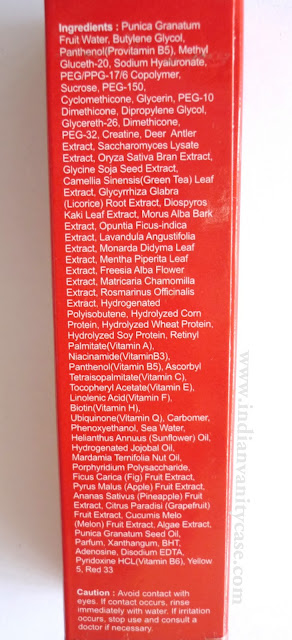 Ingredients : Punica Granatum
Fruit Water, Butylene Glycol,
Panthenol(Provitamin B5), Methyl
Gluceth-20, Sodium Hyaluronate,
PEG/PPG-17/6 Copolymer,
Sucrose, PEG-150,
Cyclomethicone, Glycerin, PEG-10
Dimethicone, Dipropylene Glycol,
Glycereth-26, Dimethicone,
PEG-32, Creatine, Deer Antler
Extract, Saccharomyces Lysate
Extract, Oryza Sativa Bran Extract,
Glycine Soja Seed Extract,
Camellia Sinensis(Green Tea) Leaf
Extract, Glycyrrhiza Glabra
(Licorice) Root Extract, Diospyros
Kaki Leaf Extract, Morus Alba Bark
Extract, Opuntia Ficus-indica
Extract, Lavandula Angustifolia
Extract, Monarda Didyma Leaf
Extract, Mentha Piperita Leaf
Extract, Freesia Alba Flower
Extract, Matricaria Chamomilla
Extract, Rosmarinus Officinalis
Extract, Hydrogenated
Polyisobutene, Hydrolyzed Corn
Protein, Hydrolyzed Wheat Protein,
Hydrolyzed Soy Protein, Retinyl
Palmitate(Vitamin A),
Niacinamide(VitaminB3),
Panthenol(Vitamin B5), Ascorbyl
Tetraisopalmitate(Vitamin C),
Tocopheryl Acetate(Vitamin E),
Linolenic Acid(Vitamin F),
Biotin(Vitamin H),
Ubiquinone(Vitamin Q), Carbomer,
Phenoxyethanol, Sea Water,
Helianthus Annuus (Sunflower) Oil,
Hydrogenated Jojobal Oil,
Mardamia Ternifolia Nut Oil,
Porphyridium Polysaccharide,
Ficus Carica (Fig) Fruit Extract,
Pyrus Malus (Apple) Fruit Extract,
Ananas Sativus (Pineapple) Fruit
Extract, Citrus Paradisi (Grapefruit)
Fruit Extract, Cucumis Melo
(Melon) Fruit Extract, Algae Extract,
Punica Granatum Seed Oil,
Parfum, Xanthangum, BHT,
Adenosine, Disodium EDTA,
Pyridoxine HCL(Vitamin B6), Yellow
5, Red 33
Caution : Avoid contact with
eyes. If contact occurs, rinse
immediately with water. If irritation
occurs, stop use and consult a
doctor if necessary.
www.indianvanitycase.com